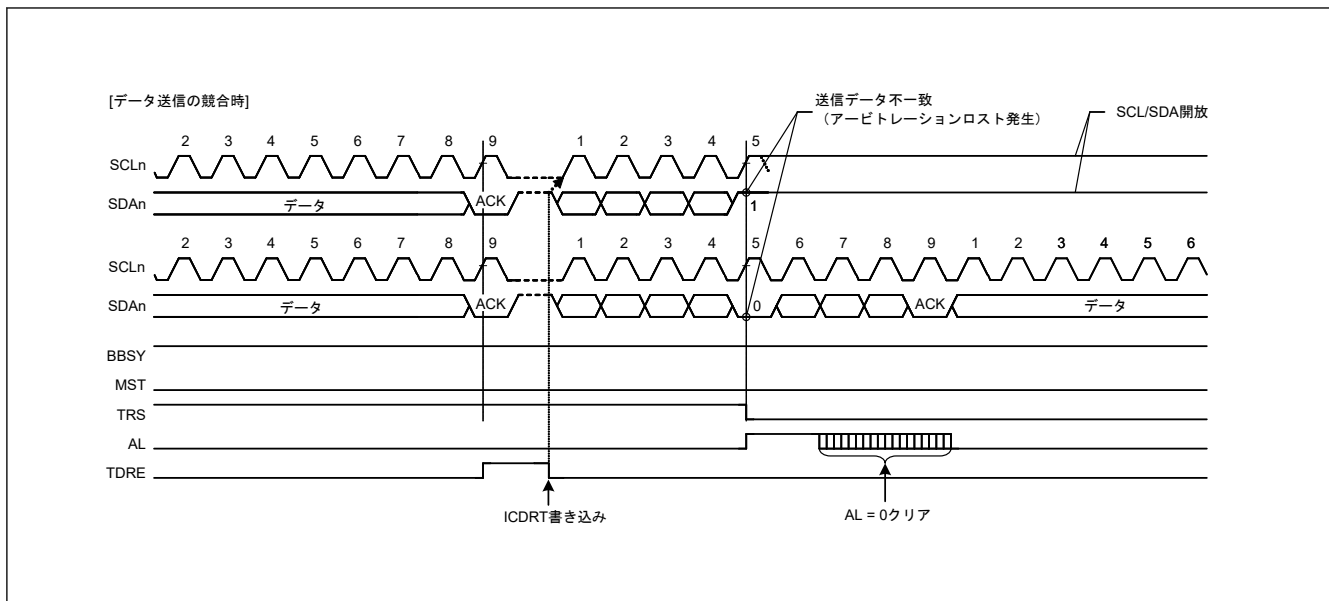 [データ送信の競合時]
送信データ不一致
（アービトレーションロスト発生）
SCL/SDA開放
2 3 4 5 6 7 8 9 1 2 3 4 5
SCLn
SDAn データ ACK 1
2 3 4 5 6 7 8 9 1 2 3 4 5 6 7 8 9 1 2 3 4 5 6
SCLn
SDAn データ ACK 0 ACK データ
BBSY
MST
TRS
AL
TDRE
ICDRT書き込み
AL = 0クリア